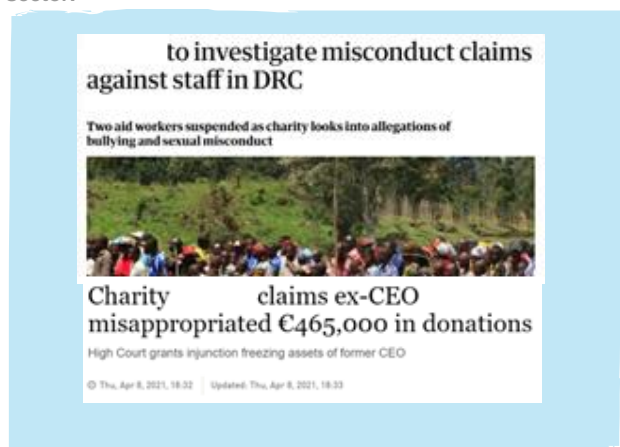 to investigate misconduct claims
against staff in DRC
Two aid workers suspended as charity looks into allegations of
bullying and sexual misconduct
Charity claims ex-CEO
misappropriated €465,000 in donations
High Court grants injunction freezing assets of former CEO
Thu, Apr 8, 2021, 18:32 Updated: Thu, Apr 8, 2021, 18:33